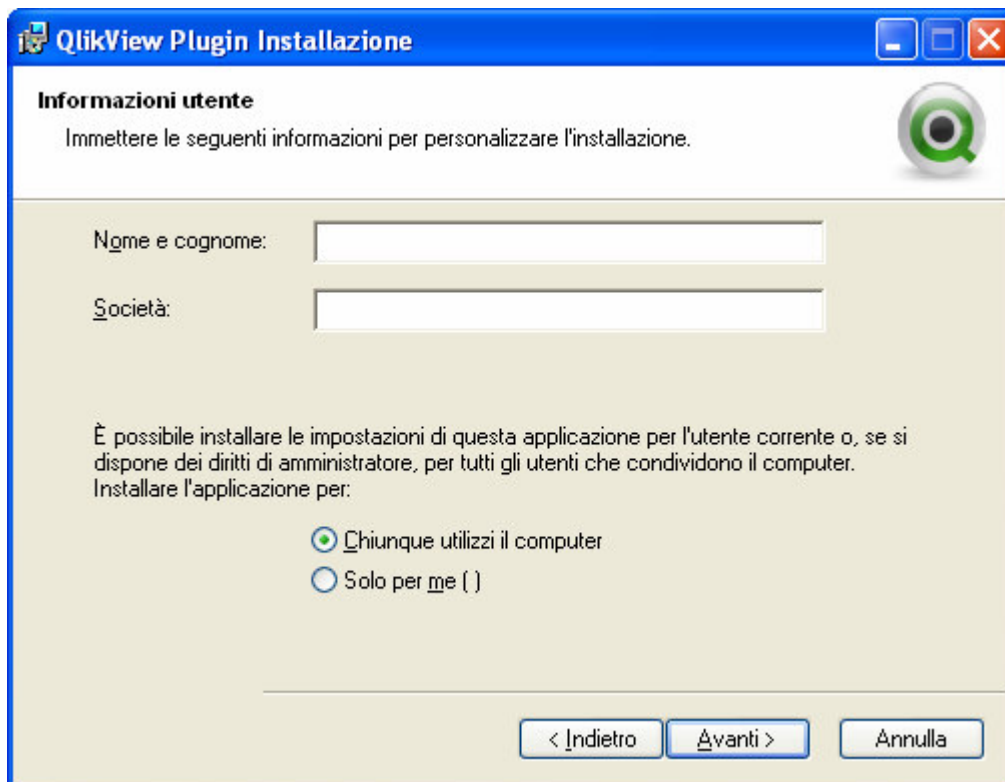 QlikView Plugin Installazione
Informazioni utente
Immettere le seguenti informazioni per personalizzare l'installazione.
Nome e cognome:
Società:
È possibile installare le impostazioni di questa applicazione per l'utente corrente o, se si
dispone dei diritti di amministratore, per tutti gli utenti che condividono il computer.
Installare l'applicazione per:
Chiunque utilizzi il computer
Solo per me ( )
< Indietro
Avanti >
Annulla